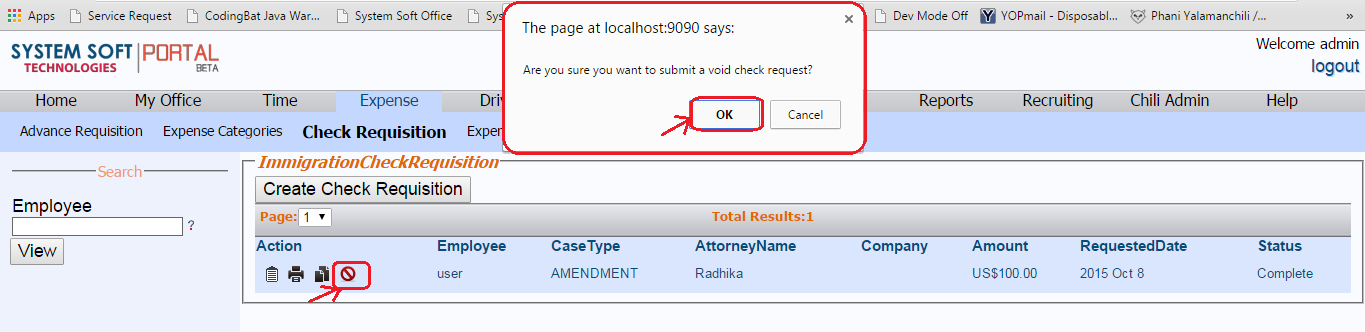 Apps Service Request CodingBat Java War... System Soft Office Sys Dev Mode Off YOPmail - Disposabl... Phani Yalamanchili /... »
The page at localhost:9090 says:
Are you sure you want to submit a void check request?
OK Cancel
SYSTEM SOFT PORTAL
TECHNOLOGIES BETA
Welcome admin
logout
Home My Office Time Expense Reports Recruiting Chili Admin Help
Advance Requisition Expense Categories Check Requisition Expen
Search
Employee
?
View
ImmigrationCheckRequisition
Create Check Requisition
Page: 1 Total Results:1
Action Employee CaseType AttorneyName Company Amount RequestedDate Status
user AMENDMENT Radhika US$100.00 2015 Oct 8 Complete